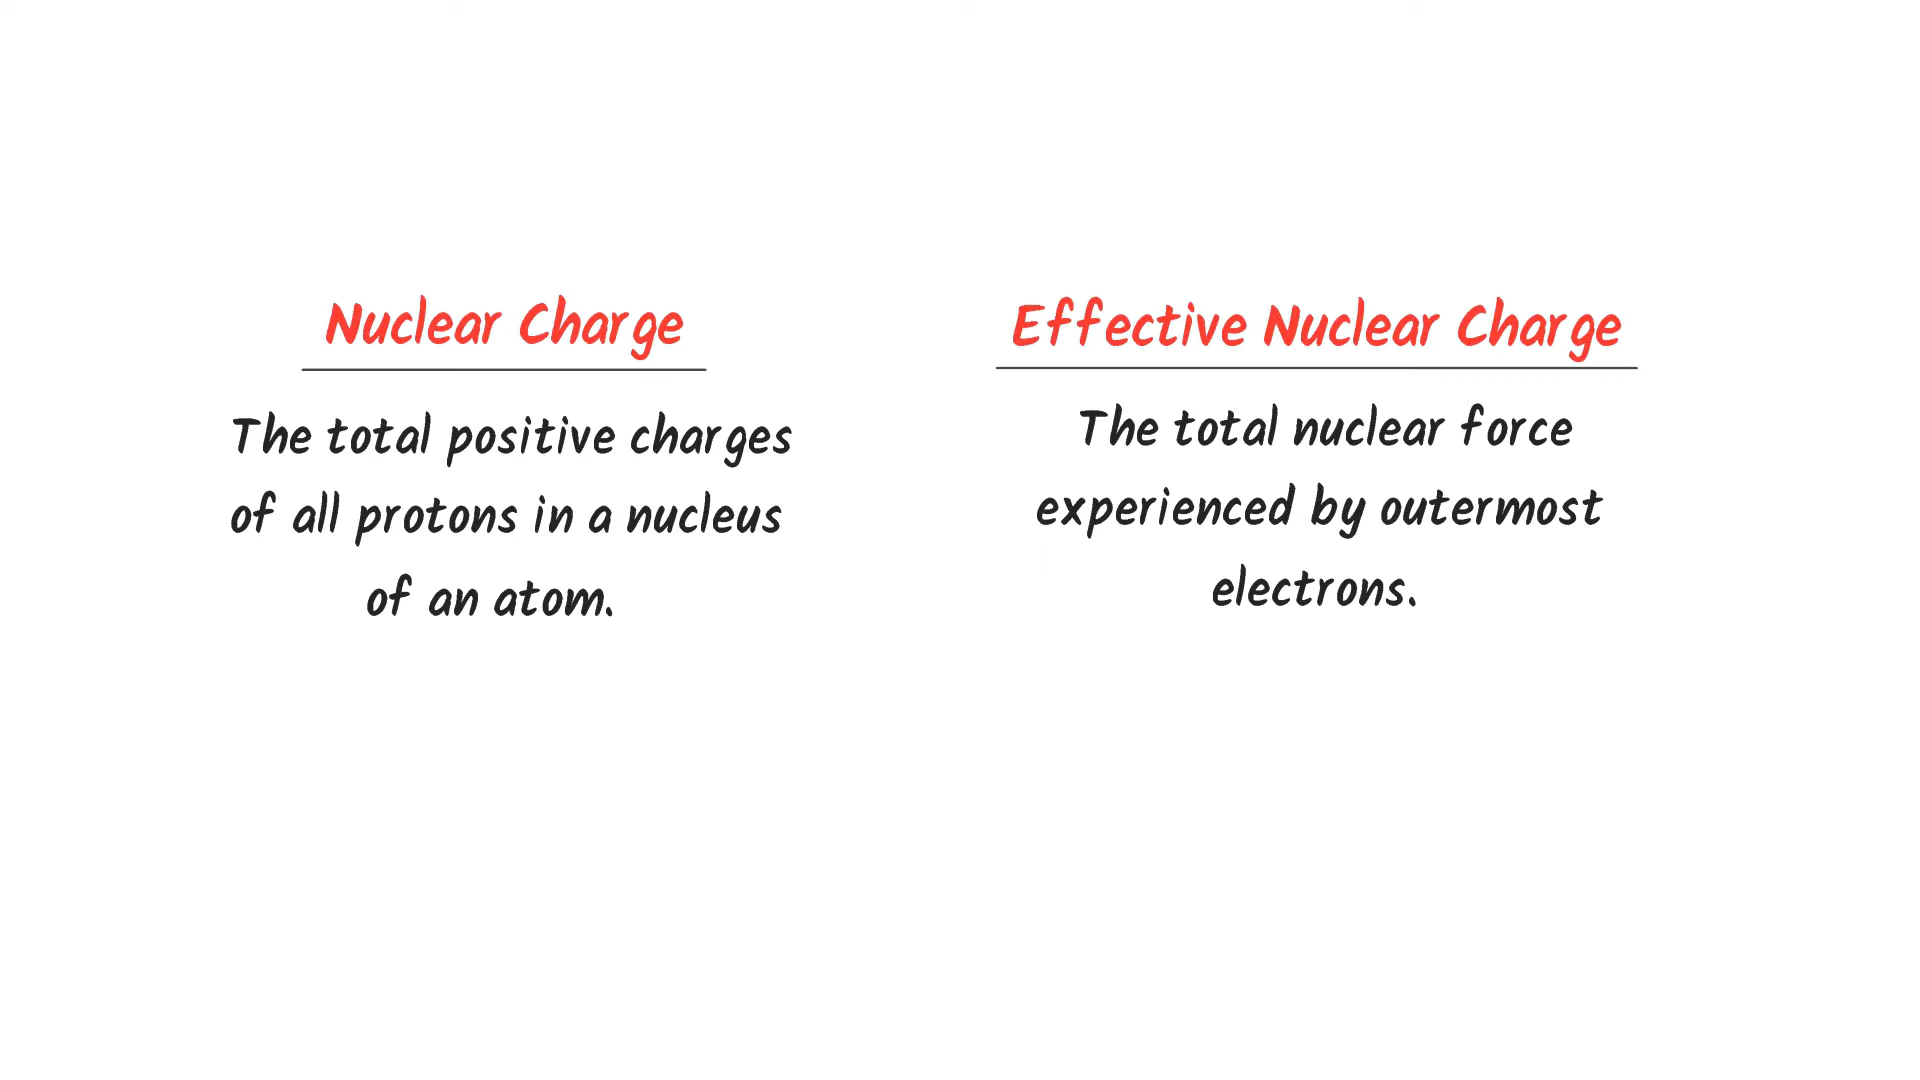 Nuclear Charge
The total positive charges
of all protons in a nucleus
of an atom.
Effective Nuclear Charge
The total nuclear force
experienced by outermost
electrons.